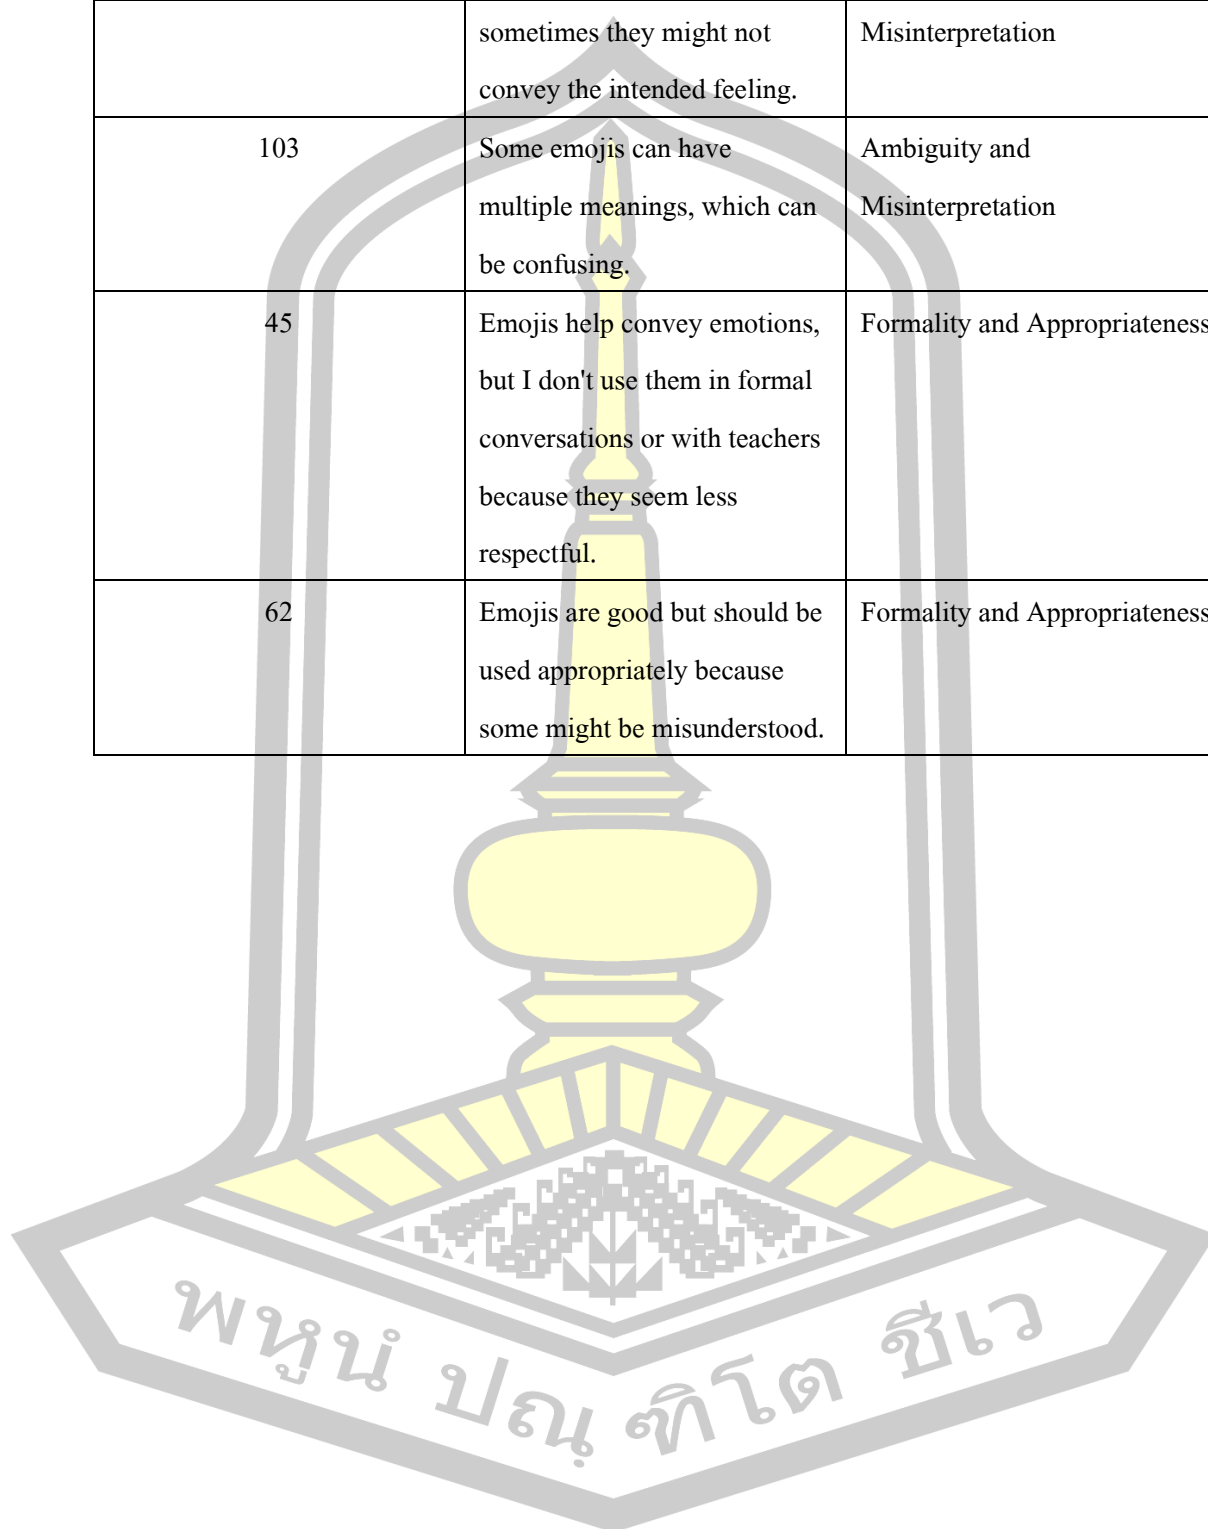 sometimes they might not
convey the intended feeling.
Misinterpretation
103
Some emojis can have
multiple meanings, which can
be confusing.
Ambiguity and
Misinterpretation
45
Emojis help convey emotions,
but I don't use them in formal
conversations or with teachers
because they seem less
respectful.
Formality and Appropriateness
62
Emojis are good but should be
used appropriately because
some might be misunderstood.
Formality and Appropriateness
พหูนํ ปณฺฑิโต ชีเว